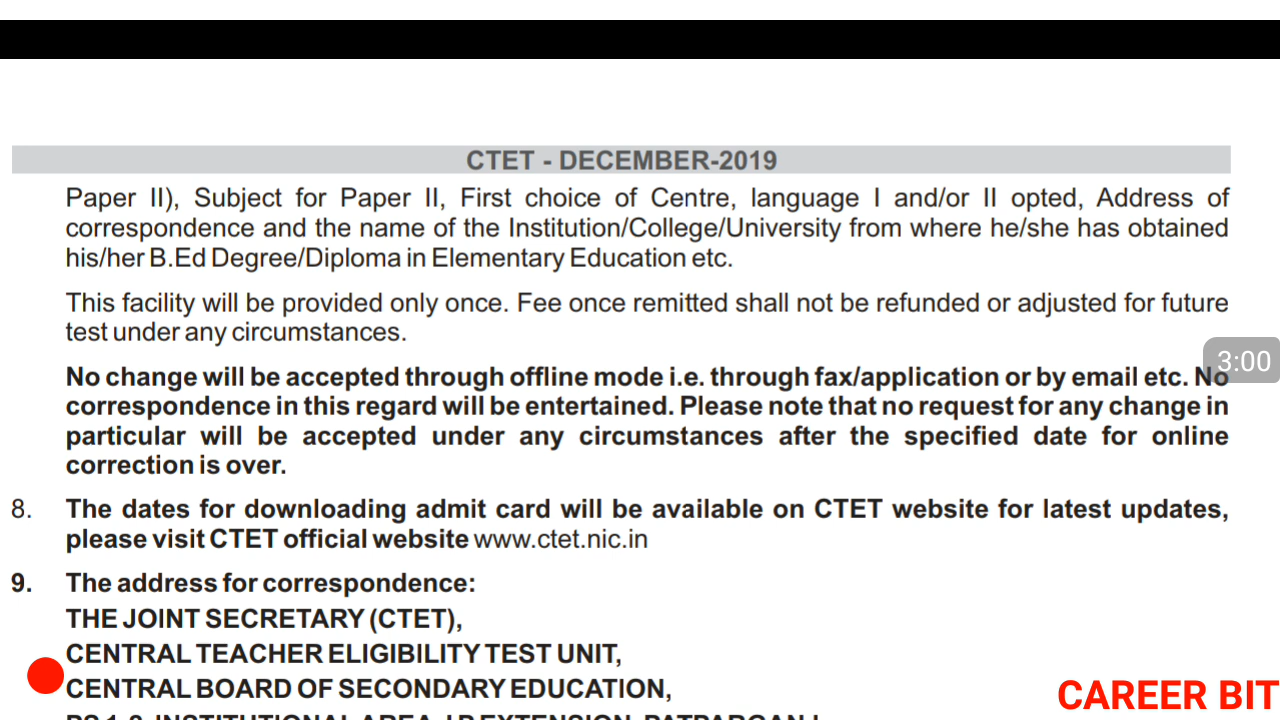 CTET - DECEMBER-2019
Paper II), Subject for Paper II, First choice of Centre, language I and/or II opted, Address of
correspondence and the name of the Institution/College/University from where he/she has obtained
his/her B.Ed Degree/Diploma in Elementary Education etc.
This facility will be provided only once. Fee once remitted shall not be refunded or adjusted for future
test under any circumstances.
3:00
No change will be accepted through offline mode i.e. through fax/application or by email etc. No
correspondence in this regard will be entertained. Please note that no request for any change in
particular will be accepted under any circumstances after the specified date for online
correction is over.
8. The dates for downloading admit card will be available on CTET website for latest updates,
please visit CTET official website www.ctet.nic.in
9. The address for correspondence:
THE JOINT SECRETARY (CTET),
CENTRAL TEACHER ELIGIBILITY TEST UNIT,
CENTRAL BOARD OF SECONDARY EDUCATION,
INSTITUTIONAL AREA, I.P. EXTENSION, PATPARGANJ
CAREER BIT